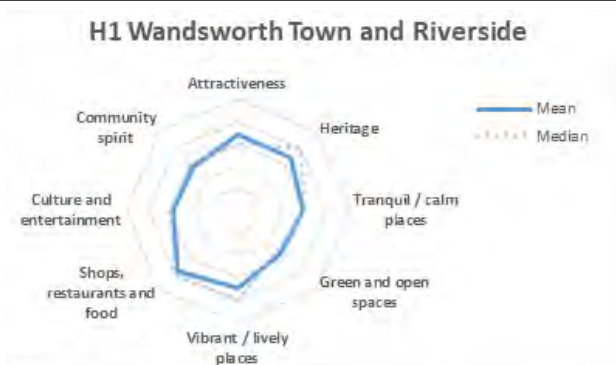 H1 Wandsworth Town and Riverside
Attractiveness
Heritage
Tranquil / calm
places
Green and open
spaces
Vibrant / lively
places
Shops,
restaurants and
food
Culture and
entertainment
Community
spirit
Mean
Median